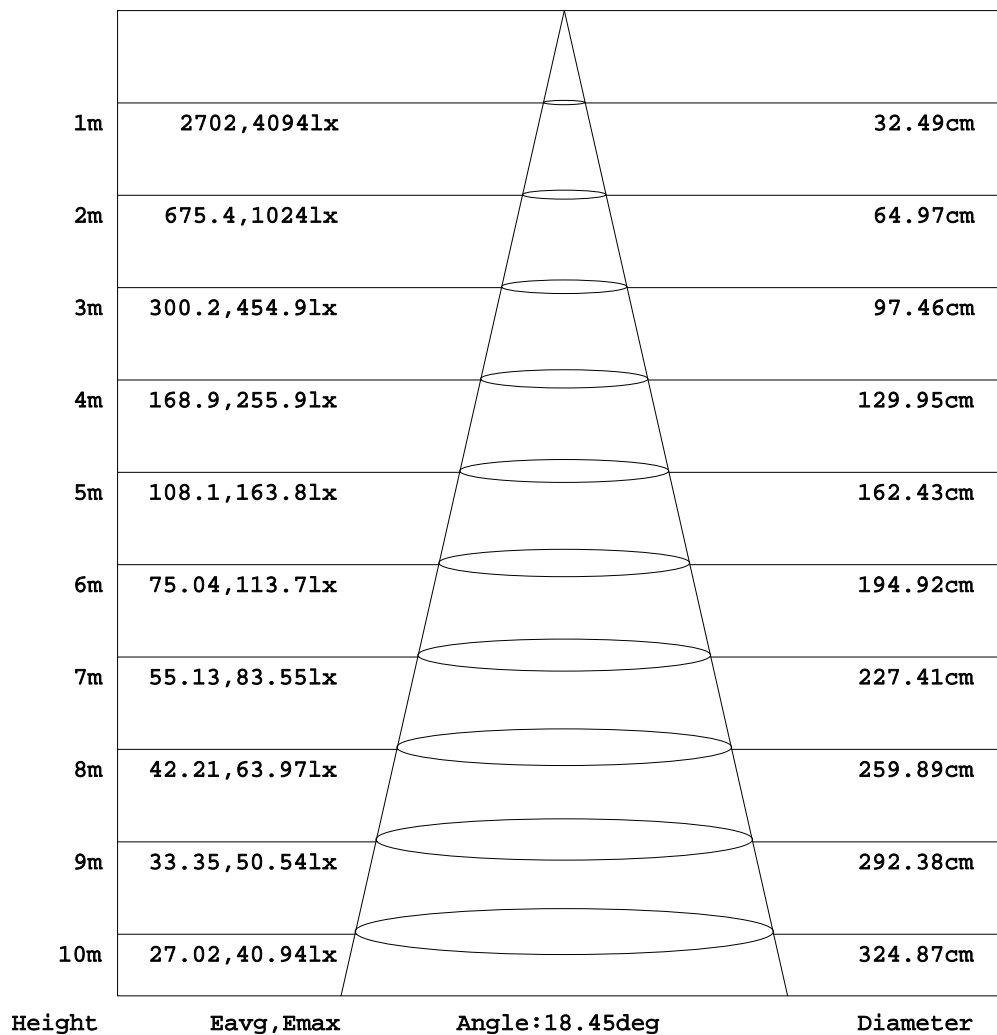 1m 2702,4094lx 32.49cm
2m 675.4,1024lx 64.97cm
3m 300.2,454.9lx 97.46cm
4m 168.9,255.9lx 129.95cm
5m 108.1,163.8lx 162.43cm
6m 75.04,113.7lx 194.92cm
7m 55.13,83.55lx 227.41cm
8m 42.21,63.97lx 259.89cm
9m 33.35,50.54lx 292.38cm
10m 27.02,40.94lx 324.87cm
Height Eavg,Emax Angle:18.45deg Diameter